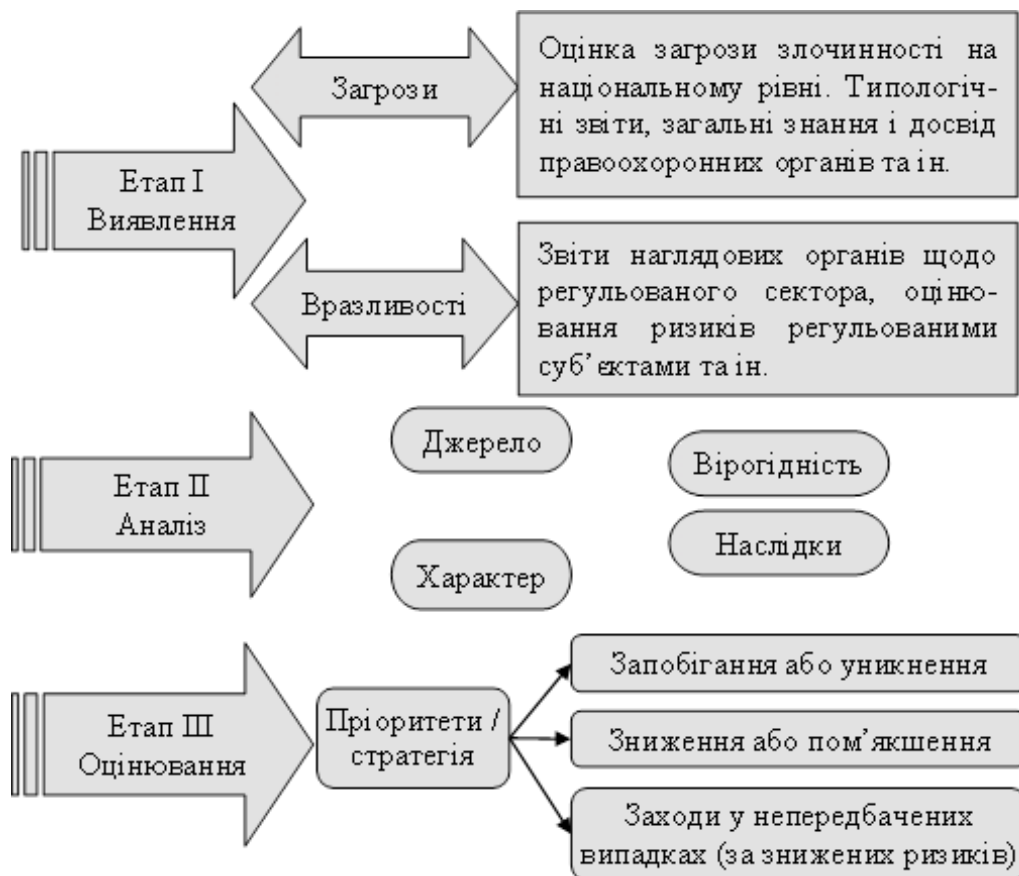 Загрози
Оцінка загрози злочинності на
національному рівні. Типологіч-
ні звіти, загальні знання і досвід
правоохоронних органів та ін.
Етап I
Виявлення
Вразливості
Звіти наглядових органів щодо
регульованого сектора, оціню-
вання ризиків регульованими
суб’єктами та ін.
Етап II
Аналіз
Джерело
Вірогідність
Характер
Наслідки
Етап III
Оцінювання
Пріоритети /
стратегія
Запобігання або уникнення
Зниження або пом’якшення
Заходи у непередбачених
випадках (за знижених ризиків)